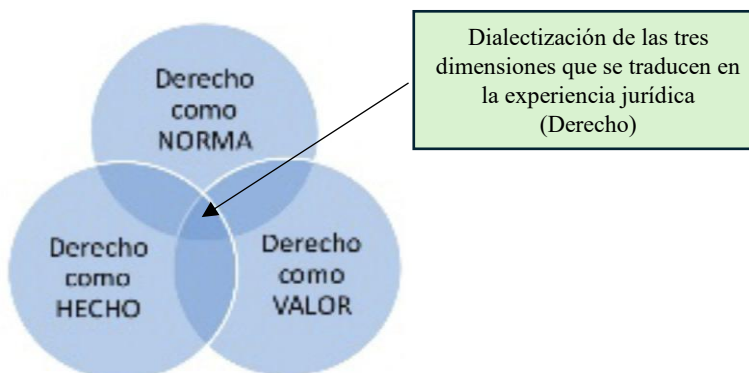 Derecho
como
NORMA
Dialectización de las tres
dimensiones que se traducen en
la experiencia jurídica
(Derecho)
Derecho
como
HECHO
Derecho
como
VALOR